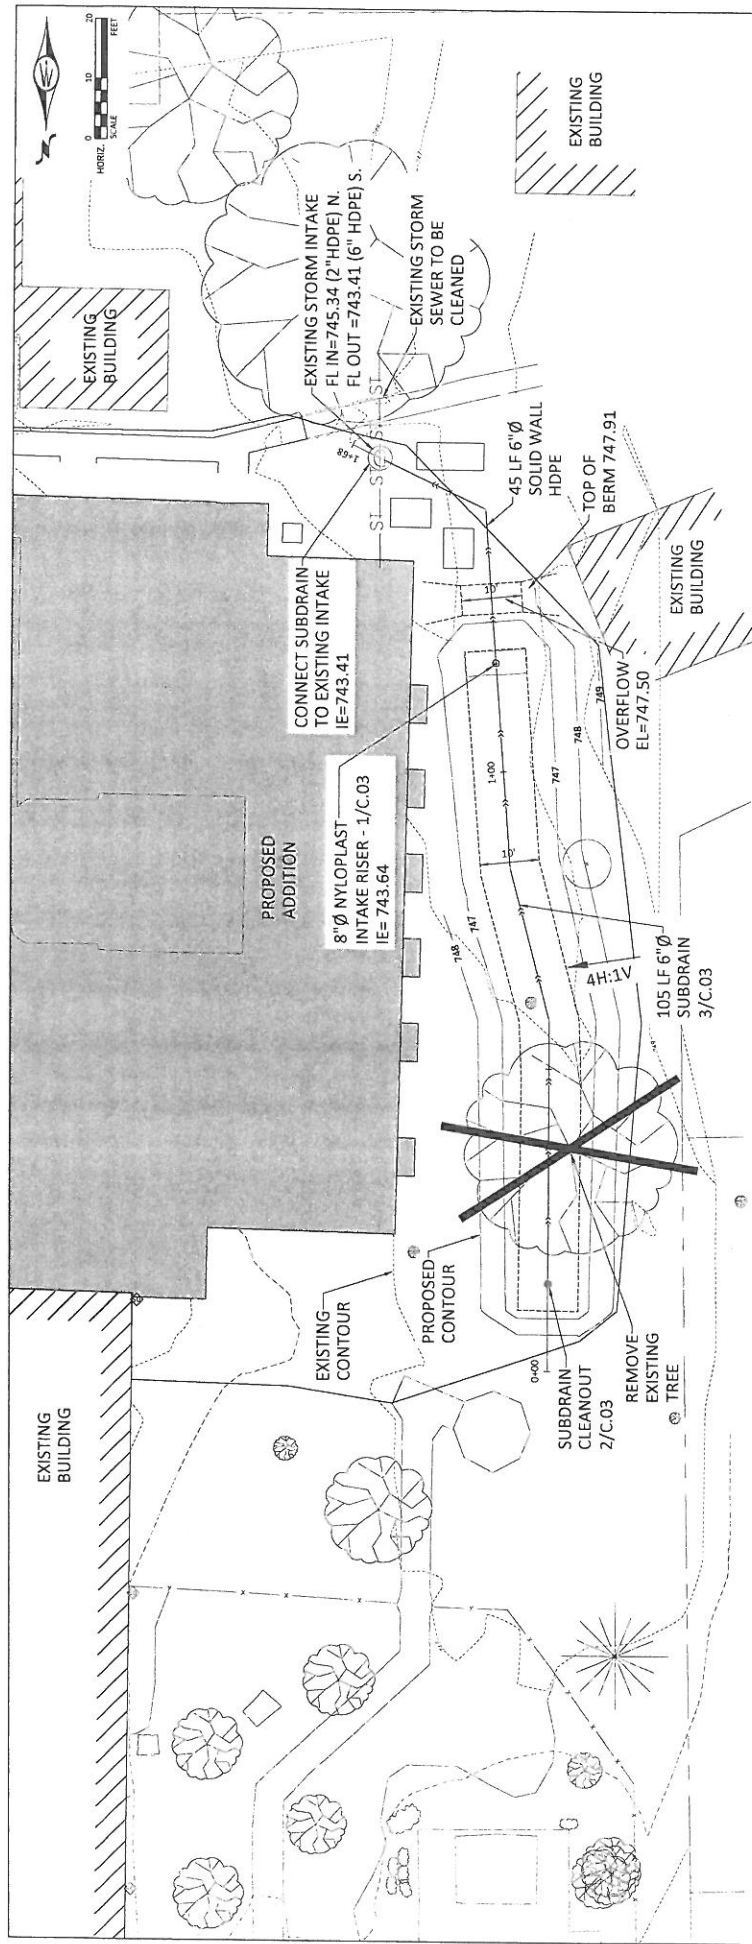 HORIZ.
0
10
20
SCALE
FEET
N
EXISTING
BUILDING
EXISTING
BUILDING
EXISTING STORM INTAKE
FL IN=745.34 (2"HDPE) N.
FL OUT =743.41 (6" HDPE) S.
EXISTING STORM
SEWER TO BE
CLEANED
ST
ST
ST
ST
1+68
45 LF 6"Ø
SOLID WALL
HDPE
TOP OF
BERM 747.91
EXISTING
BUILDING
OVERFLOW
EL=747.50
CONNECT SUBDRAIN
TO EXISTING INTAKE
IE=743.41
8"Ø NYLOPLAST
INTAKE RISER - 1/C.03
IE= 743.64
PROPOSED
ADDITION
10'
10'
1+00
749
748
747
747
748
4H:1V
105 LF 6"Ø
SUBDRAIN
3/C.03
EXISTING
CONTOUR
PROPOSED
CONTOUR
0+00
SUBDRAIN
CLEANOUT
2/C.03
REMOVE
EXISTING
TREE
EXISTING
BUILDING